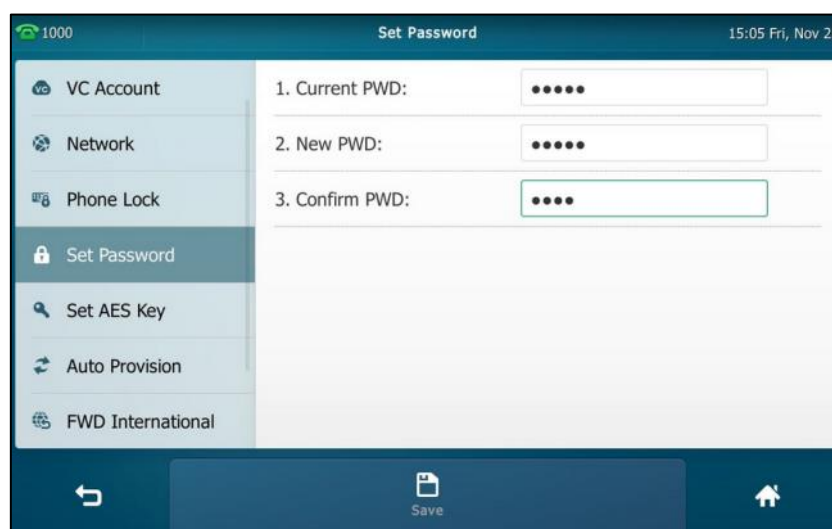 1000
Set Password
15:05 Fri, Nov 2
VC Account
1. Current PWD: •••••
Network
2. New PWD: •••••
Phone Lock
3. Confirm PWD: ••••
Set Password
Set AES Key
Auto Provision
FWD International
Save